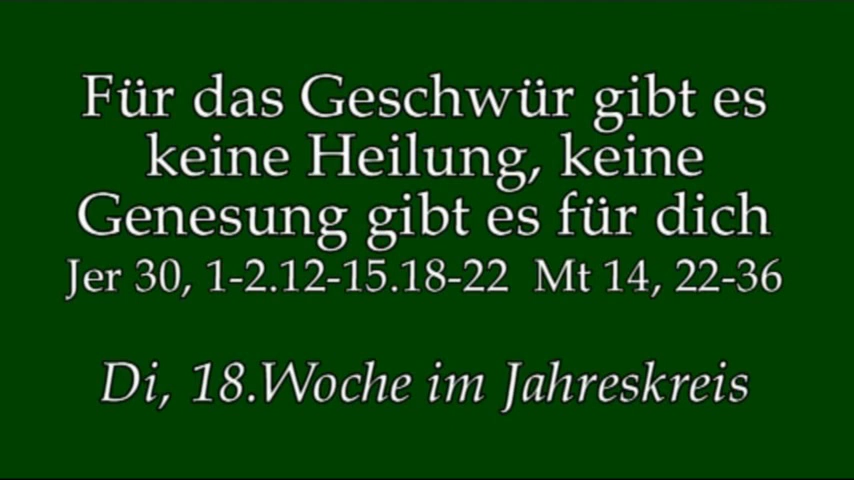 Für das Geschwür gibt es
keine Heilung, keine
Genesung gibt es für dich
Jer 30, 1-2.12-15.18-22  Mt 14, 22-36
Di, 18.Woche im Jahreskreis